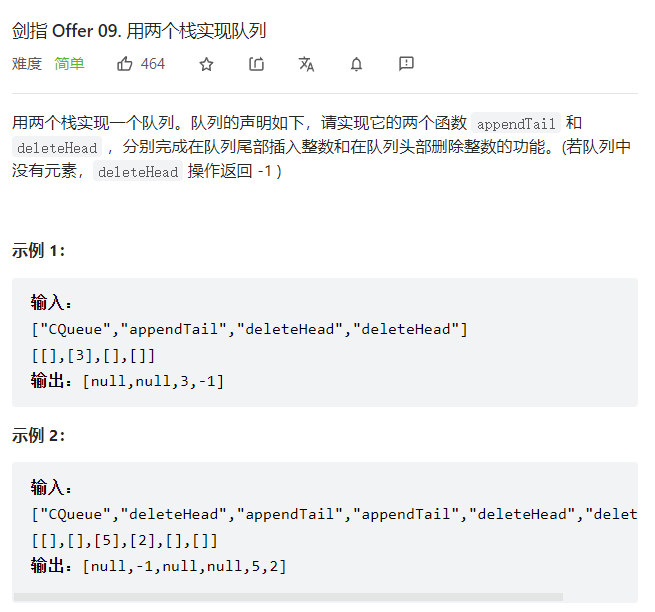 剑指 Offer 09. 用两个栈实现队列
难度 简单 464
用两个栈实现一个队列。队列的声明如下，请实现它的两个函数 appendTail 和
deleteHead ，分别完成在队列尾部插入整数和在队列头部删除整数的功能。(若队列中
没有元素，deleteHead 操作返回 -1 )
示例 1：
输入：
["CQueue","appendTail","deleteHead","deleteHead"]
[[],[3],[],[]]
输出：[null,null,3,-1]
示例 2：
输入：
["CQueue","deleteHead","appendTail","appendTail","deleteHead","delet
[[],[],[5],[2],[],[]]
输出：[null,-1,null,null,5,2]